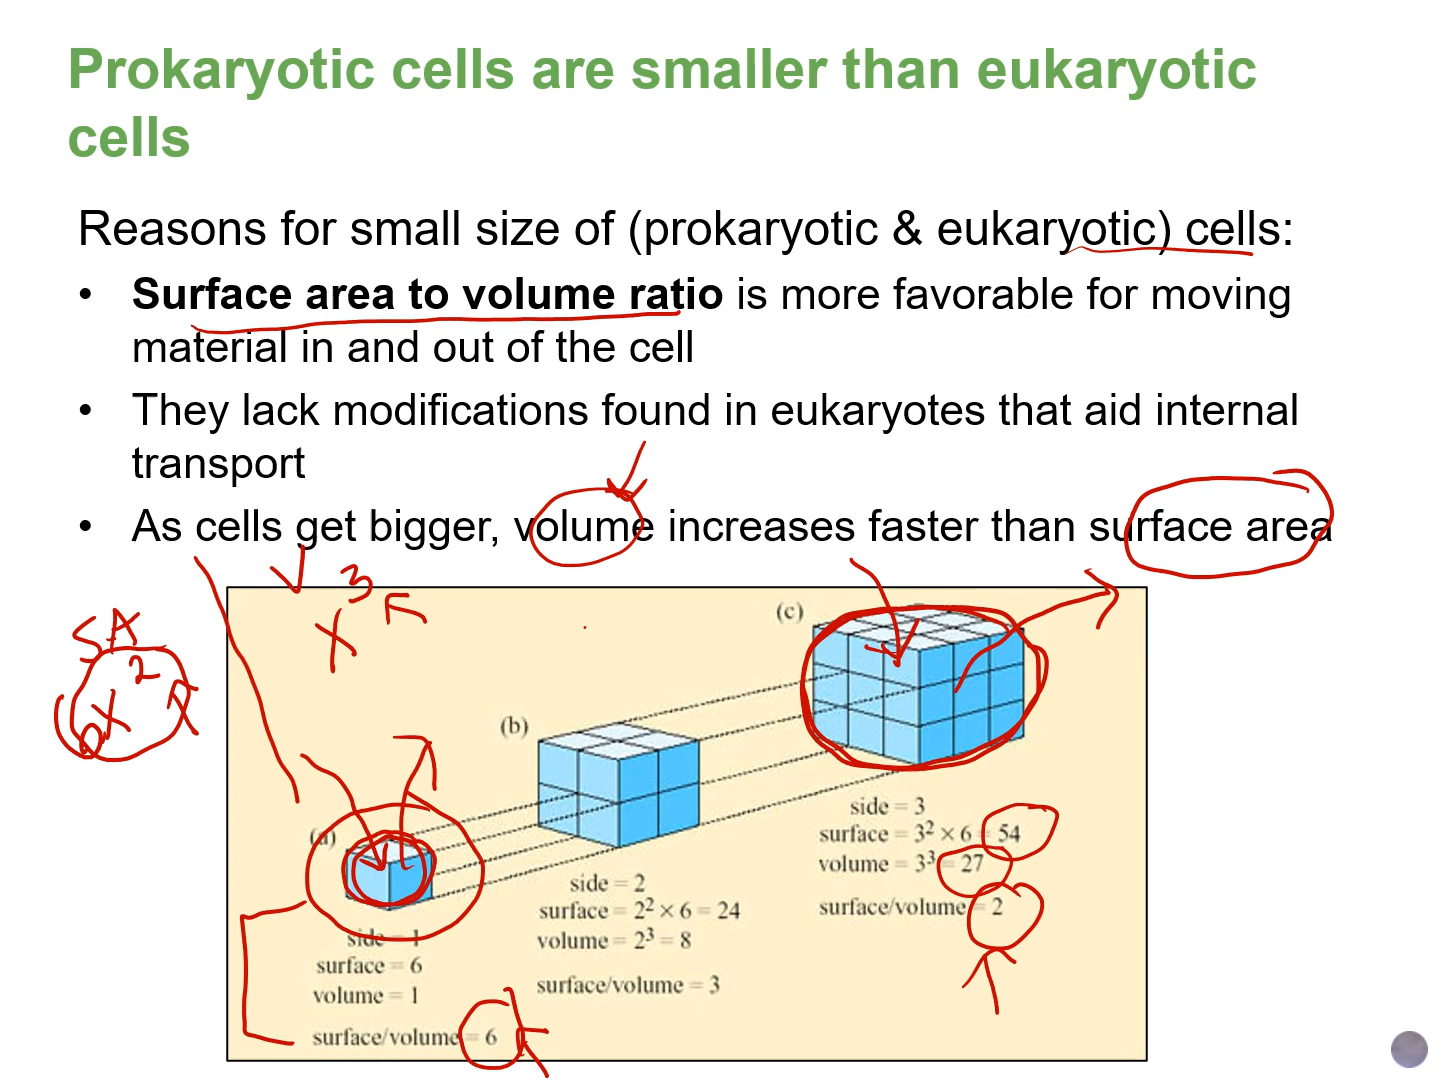 Prokaryotic cells are smaller than eukaryotic
cells
Reasons for small size of (prokaryotic & eukaryotic) cells:
• Surface area to volume ratio is more favorable for moving
material in and out of the cell
• They lack modifications found in eukaryotes that aid internal
transport
• As cells get bigger, volume increases faster than surface area
V
x³
SA
6x²
(a)
side = 1
surface = 6
volume = 1
surface/volume = 6
(b)
side = 2
surface = 2² × 6 = 24
volume = 2³ = 8
surface/volume = 3
(c)
side = 3
surface = 3² × 6 = 54
volume = 3³ = 27
surface/volume = 2